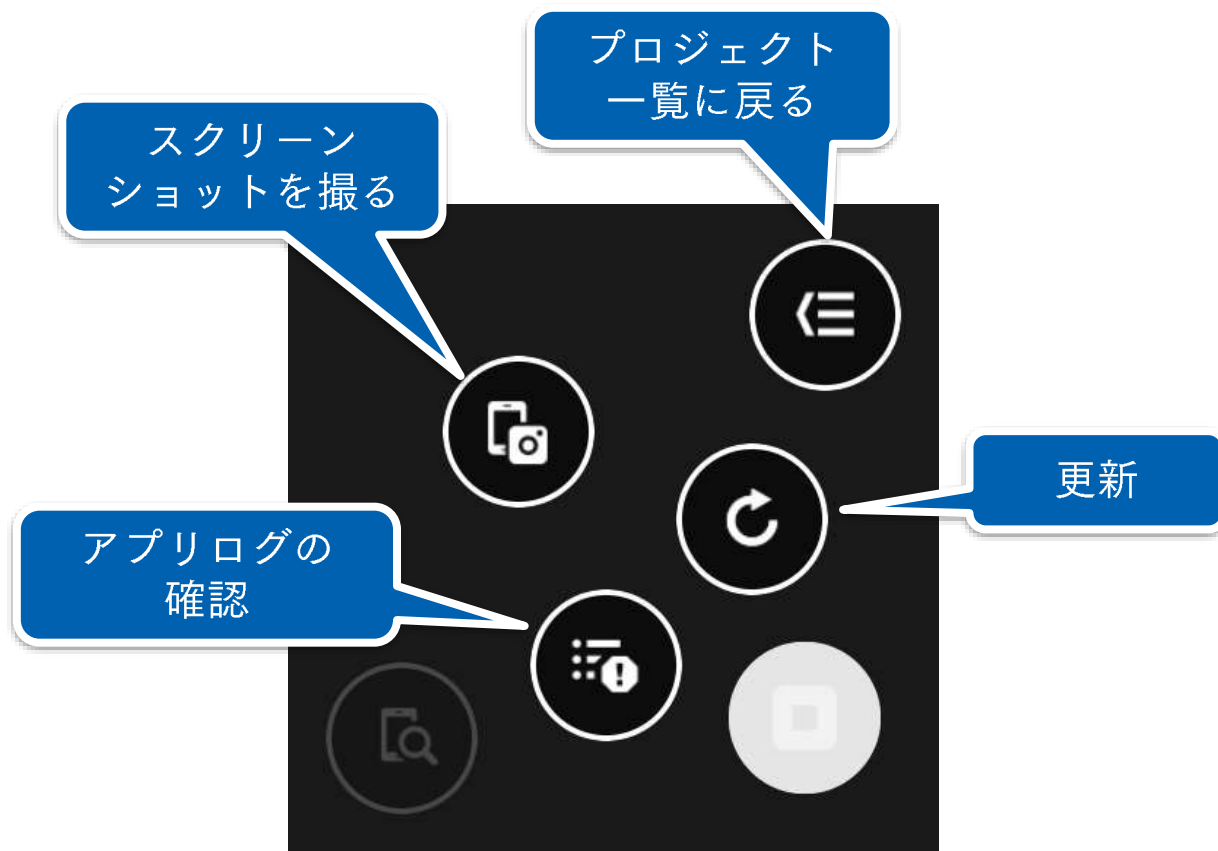 プロジェクト
一覧に戻る
スクリーン
ショットを撮る
更新
アプリログの
確認